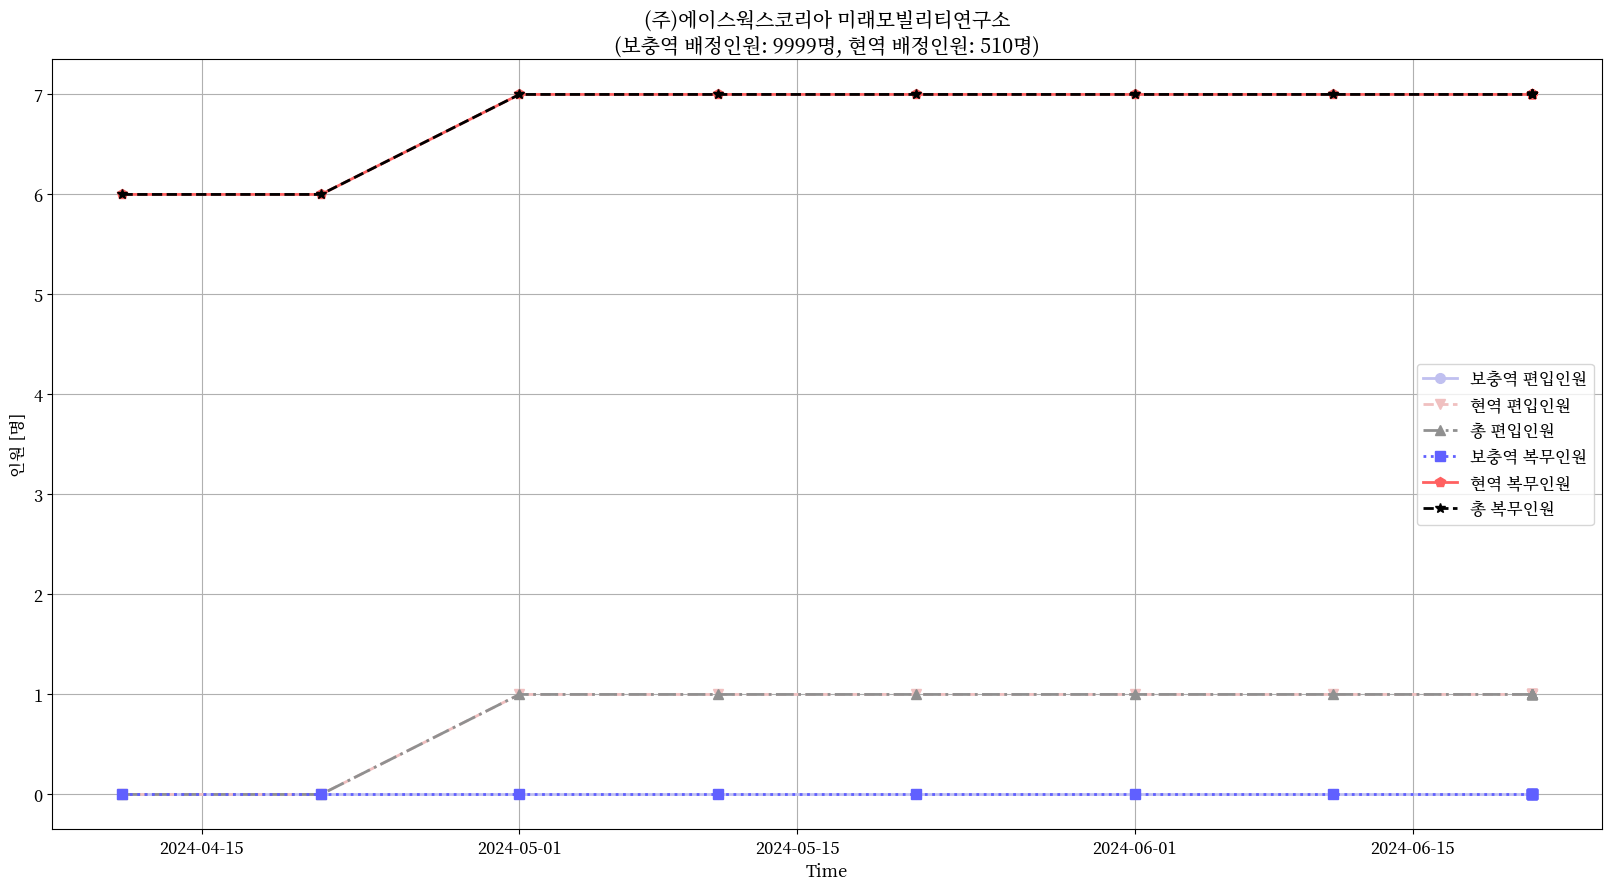 (주)에이스웍스코리아 미래모빌리티연구소
(보충역 배정인원: 9999명, 현역 배정인원: 510명)
7
6
5
4
3
2
1
0
인원 [명]
보충역 편입인원
현역 편입인원
총 편입인원
보충역 복무인원
현역 복무인원
총 복무인원
2024-04-15
2024-05-01
2024-05-15
2024-06-01
2024-06-15
Time